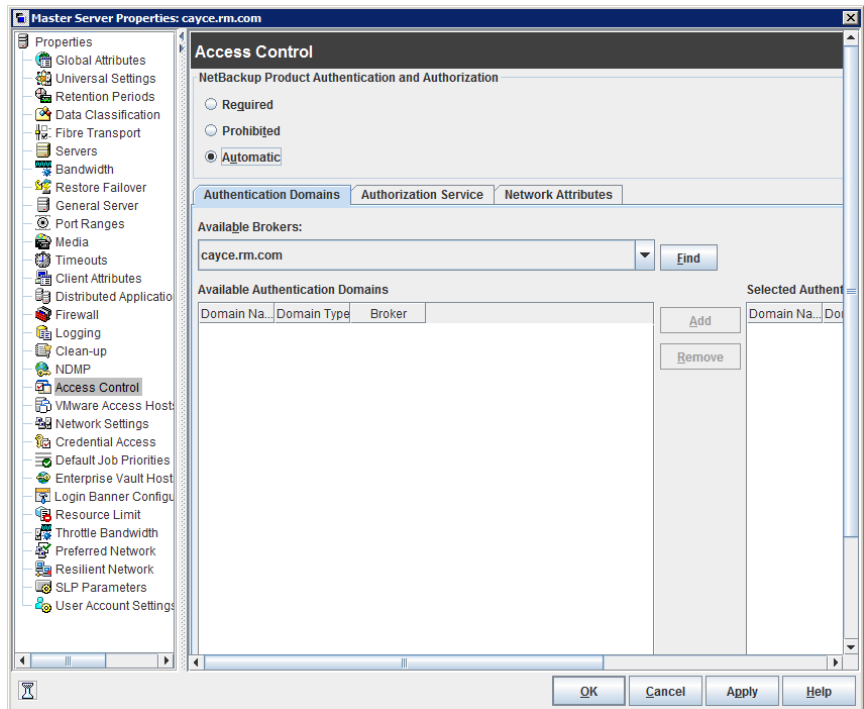 Master Server Properties: cayce.rm.com
Properties
Global Attributes
Universal Settings
Retention Periods
Data Classification
Fibre Transport
Servers
Bandwidth
Restore Failover
General Server
Port Ranges
Media
Timeouts
Client Attributes
Distributed Applicatio
Firewall
Logging
Clean-up
NDMP
Access Control
VMware Access Hosts
Network Settings
Credential Access
Default Job Priorities
Enterprise Vault Host
Login Banner Configu
Resource Limit
Throttle Bandwidth
Preferred Network
Resilient Network
SLP Parameters
User Account Settings
Access Control
NetBackup Product Authentication and Authorization
Required
Prohibited
Automatic
Authentication Domains Authorization Service Network Attributes
Available Brokers:
cayce.rm.com Find
Available Authentication Domains Selected Authent
Domain Na... Domain Type Broker Add Domain Na... Do
Remove
OK Cancel Apply Help